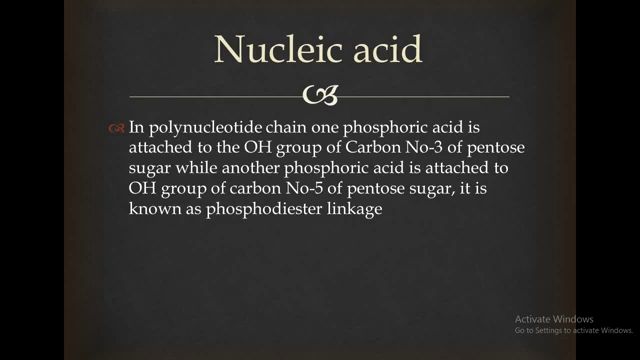 Nucleic acid
In polynucleotide chain one phosphoric acid is
attached to the OH group of Carbon No-3 of pentose
sugar while another phosphoric acid is attached to
OH group of carbon No-5 of pentose sugar, it is
known as phosphodiester linkage
Activate Windows
Go to Settings to activate Windows.